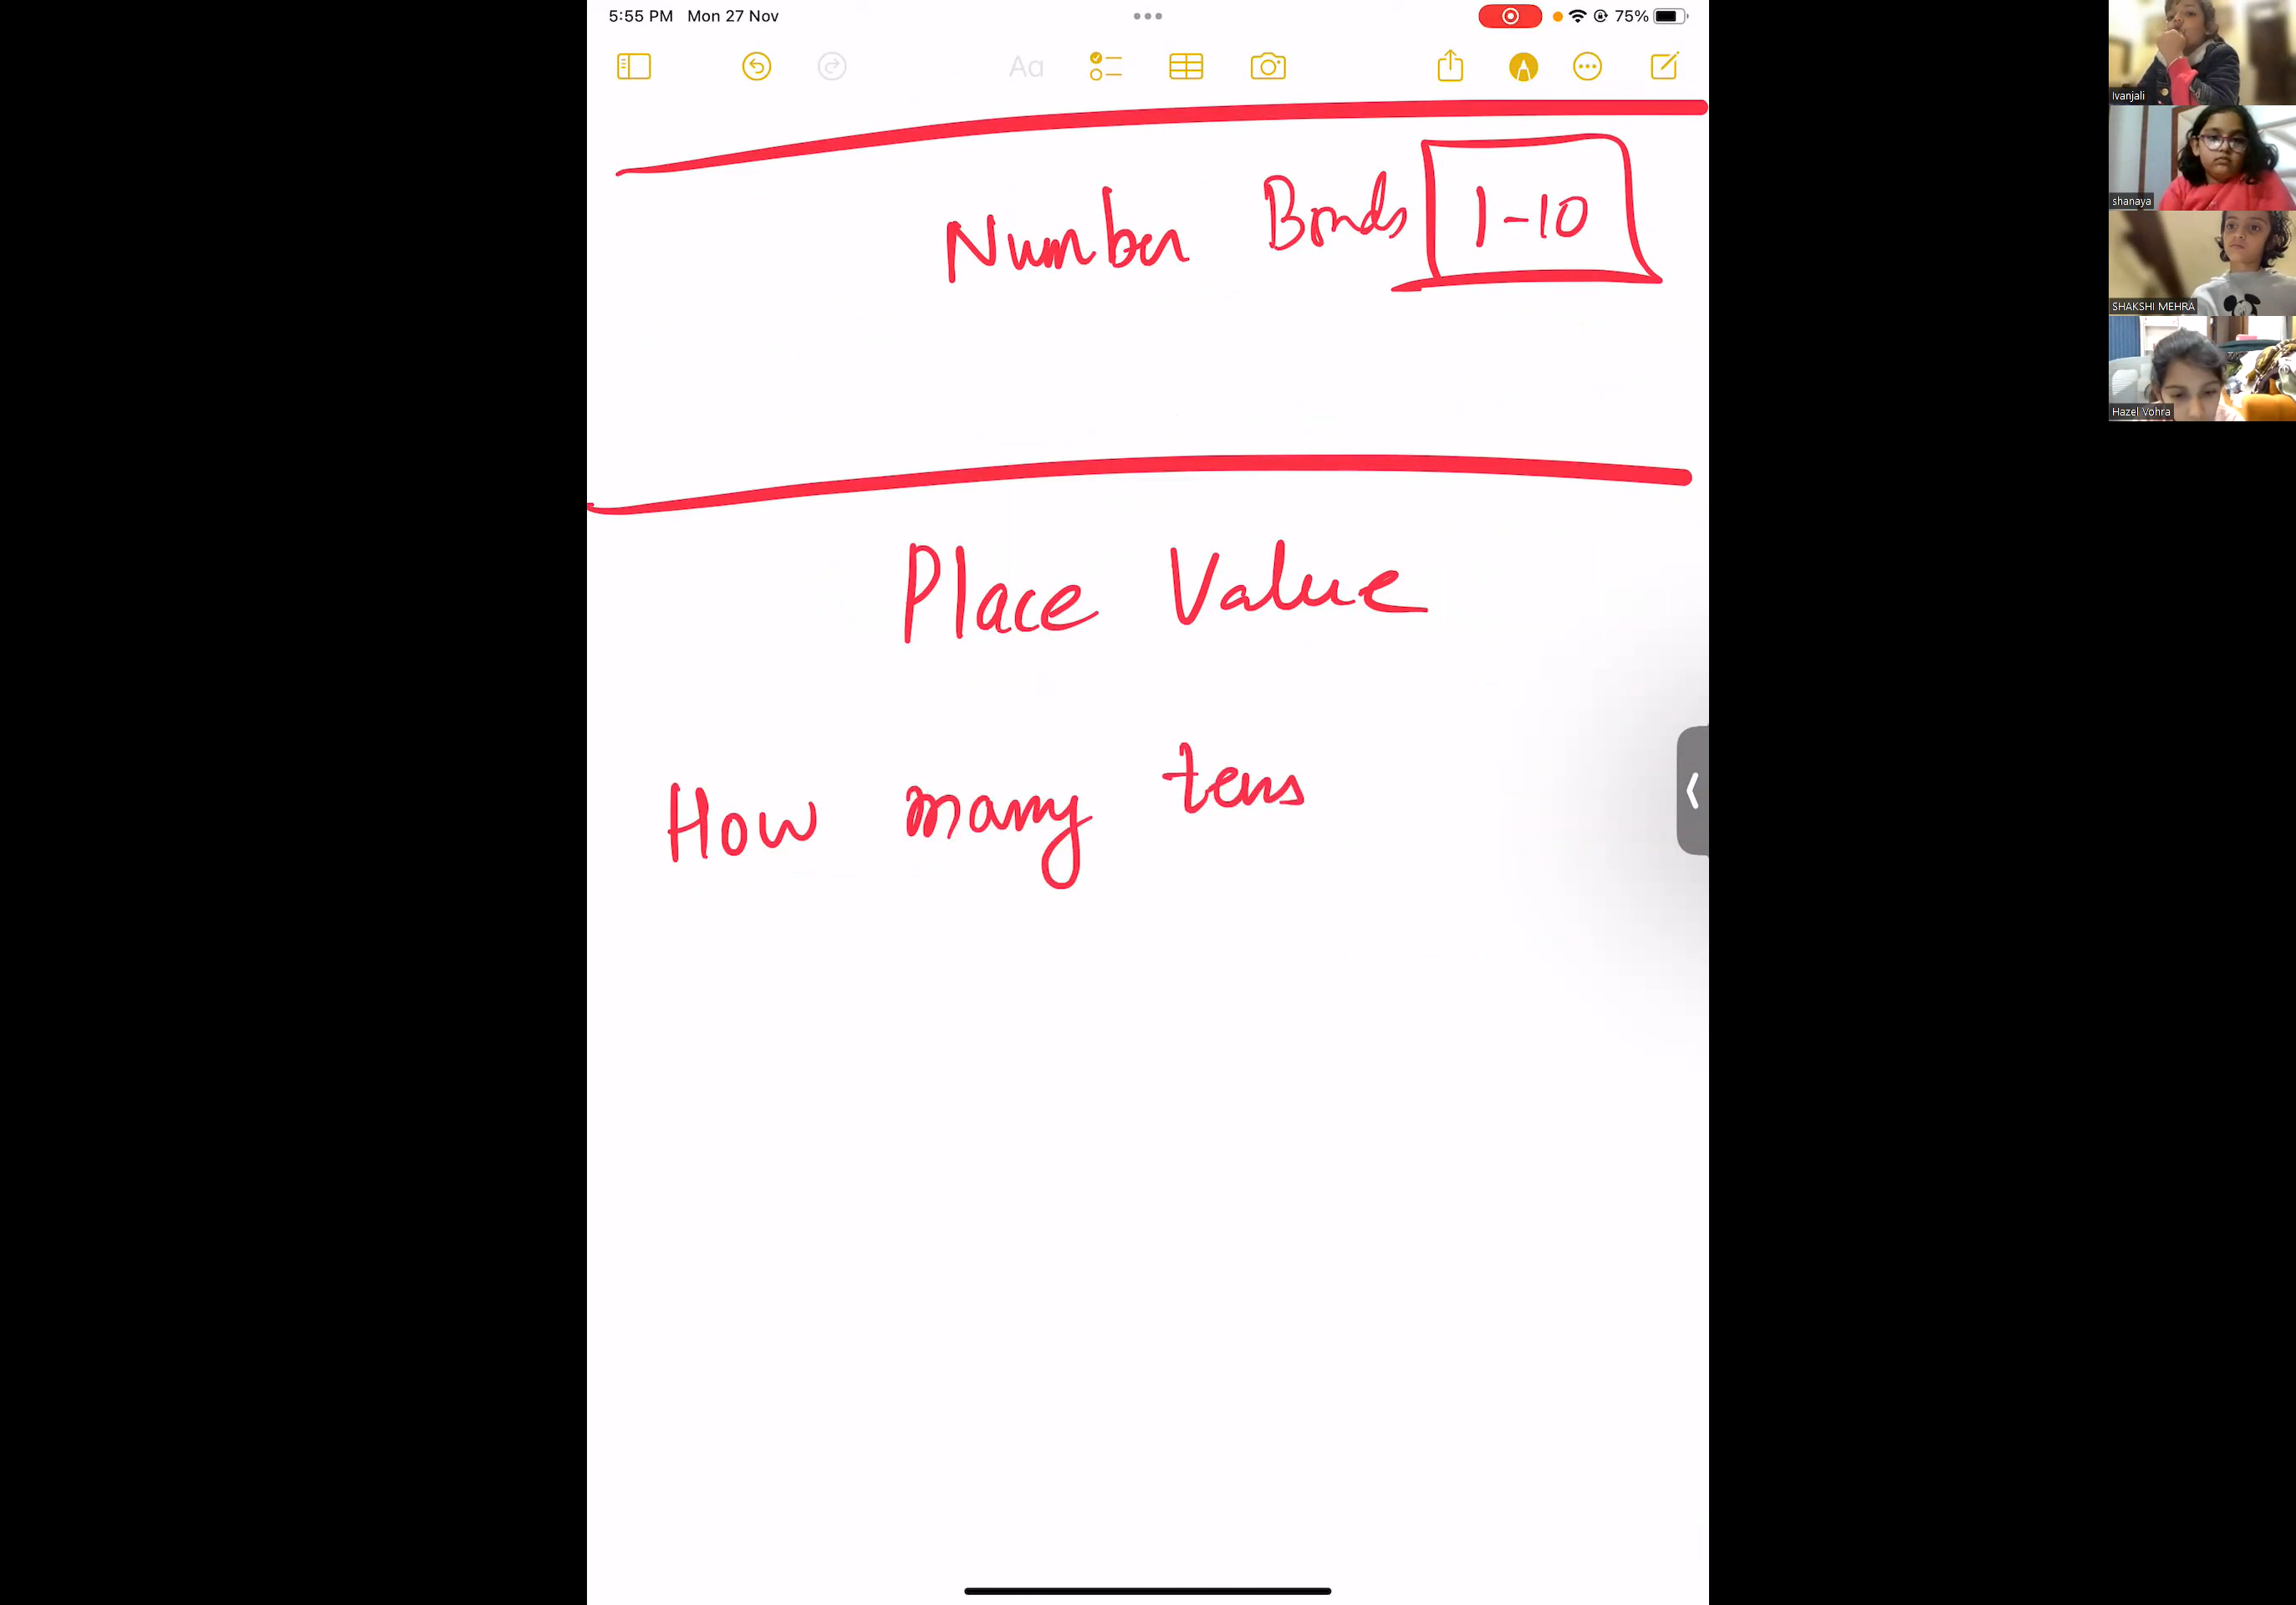 5:55 PM Mon 27 Nov
75%
Aa
Number Bonds 1-10
Place Value
How many tens
Ivanjali
shanaya
SHAKSHI MEHRA
Hazel Vohra